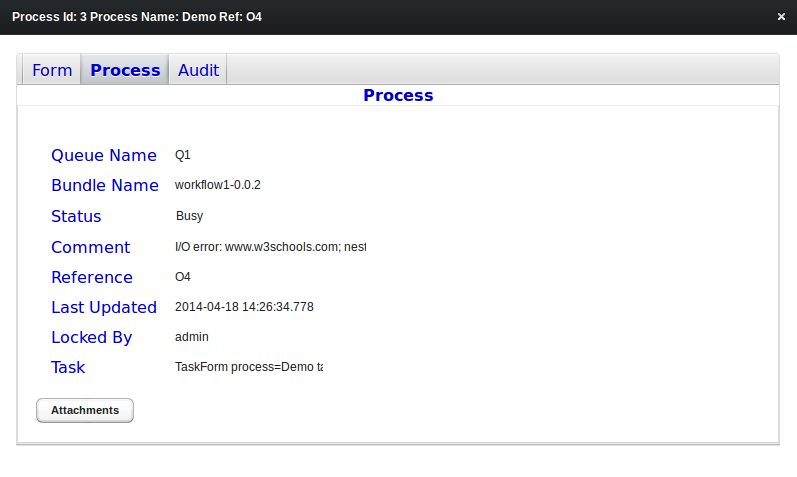 Process Id: 3 Process Name: Demo Ref: O4 ×
Form Process Audit
Process
Queue Name Q1
Bundle Name workflow1-0.0.2
Status Busy
Comment I/O error: www.w3schools.com; nest
Reference O4
Last Updated 2014-04-18 14:26:34.778
Locked By admin
Task TaskForm process=Demo ta
Attachments